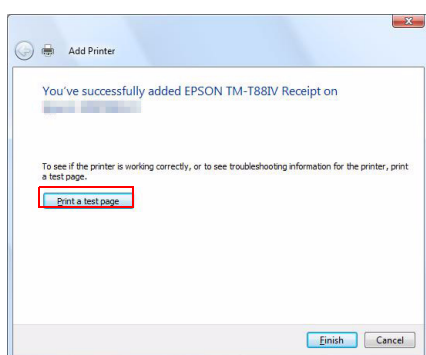 Add Printer
You've successfully added EPSON TM-T88IV Receipt on
To see if the printer is working correctly, or to see troubleshooting information for the printer, print
a test page.
Print a test page
Finish Cancel